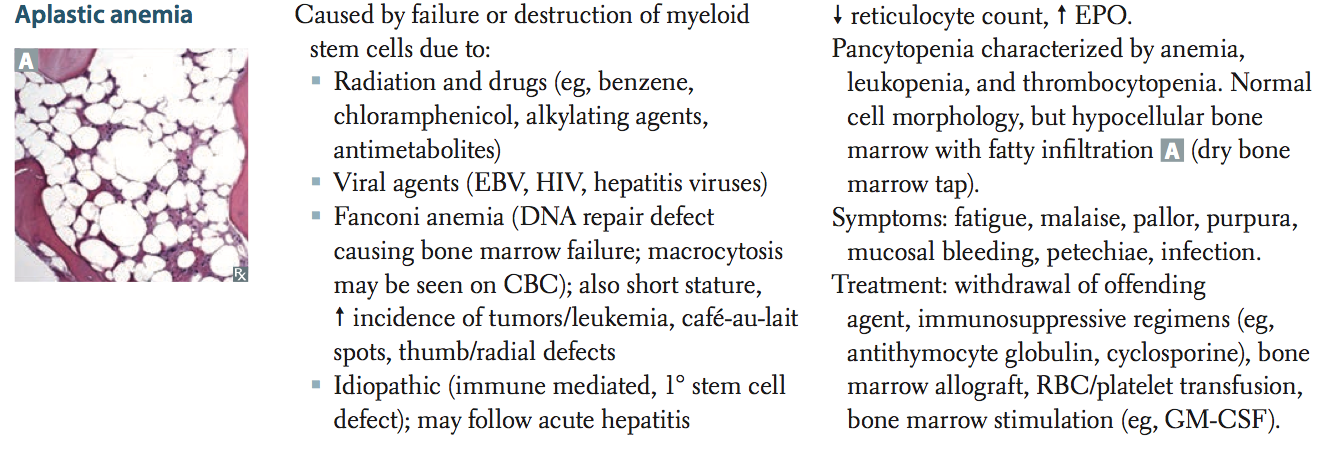 Aplastic anemia
A
℞
Caused by failure or destruction of myeloid
stem cells due to:
▪ Radiation and drugs (eg, benzene,
chloramphenicol, alkylating agents,
antimetabolites)
▪ Viral agents (EBV, HIV, hepatitis viruses)
▪ Fanconi anemia (DNA repair defect
causing bone marrow failure; macrocytosis
may be seen on CBC); also short stature,
↑ incidence of tumors/leukemia, café-au-lait
spots, thumb/radial defects
▪ Idiopathic (immune mediated, 1° stem cell
defect); may follow acute hepatitis
↓ reticulocyte count, ↑ EPO.
Pancytopenia characterized by anemia,
leukopenia, and thrombocytopenia. Normal
cell morphology, but hypocellular bone
marrow with fatty infiltration A (dry bone
marrow tap).
Symptoms: fatigue, malaise, pallor, purpura,
mucosal bleeding, petechiae, infection.
Treatment: withdrawal of offending
agent, immunosuppressive regimens (eg,
antithymocyte globulin, cyclosporine), bone
marrow allograft, RBC/platelet transfusion,
bone marrow stimulation (eg, GM-CSF).